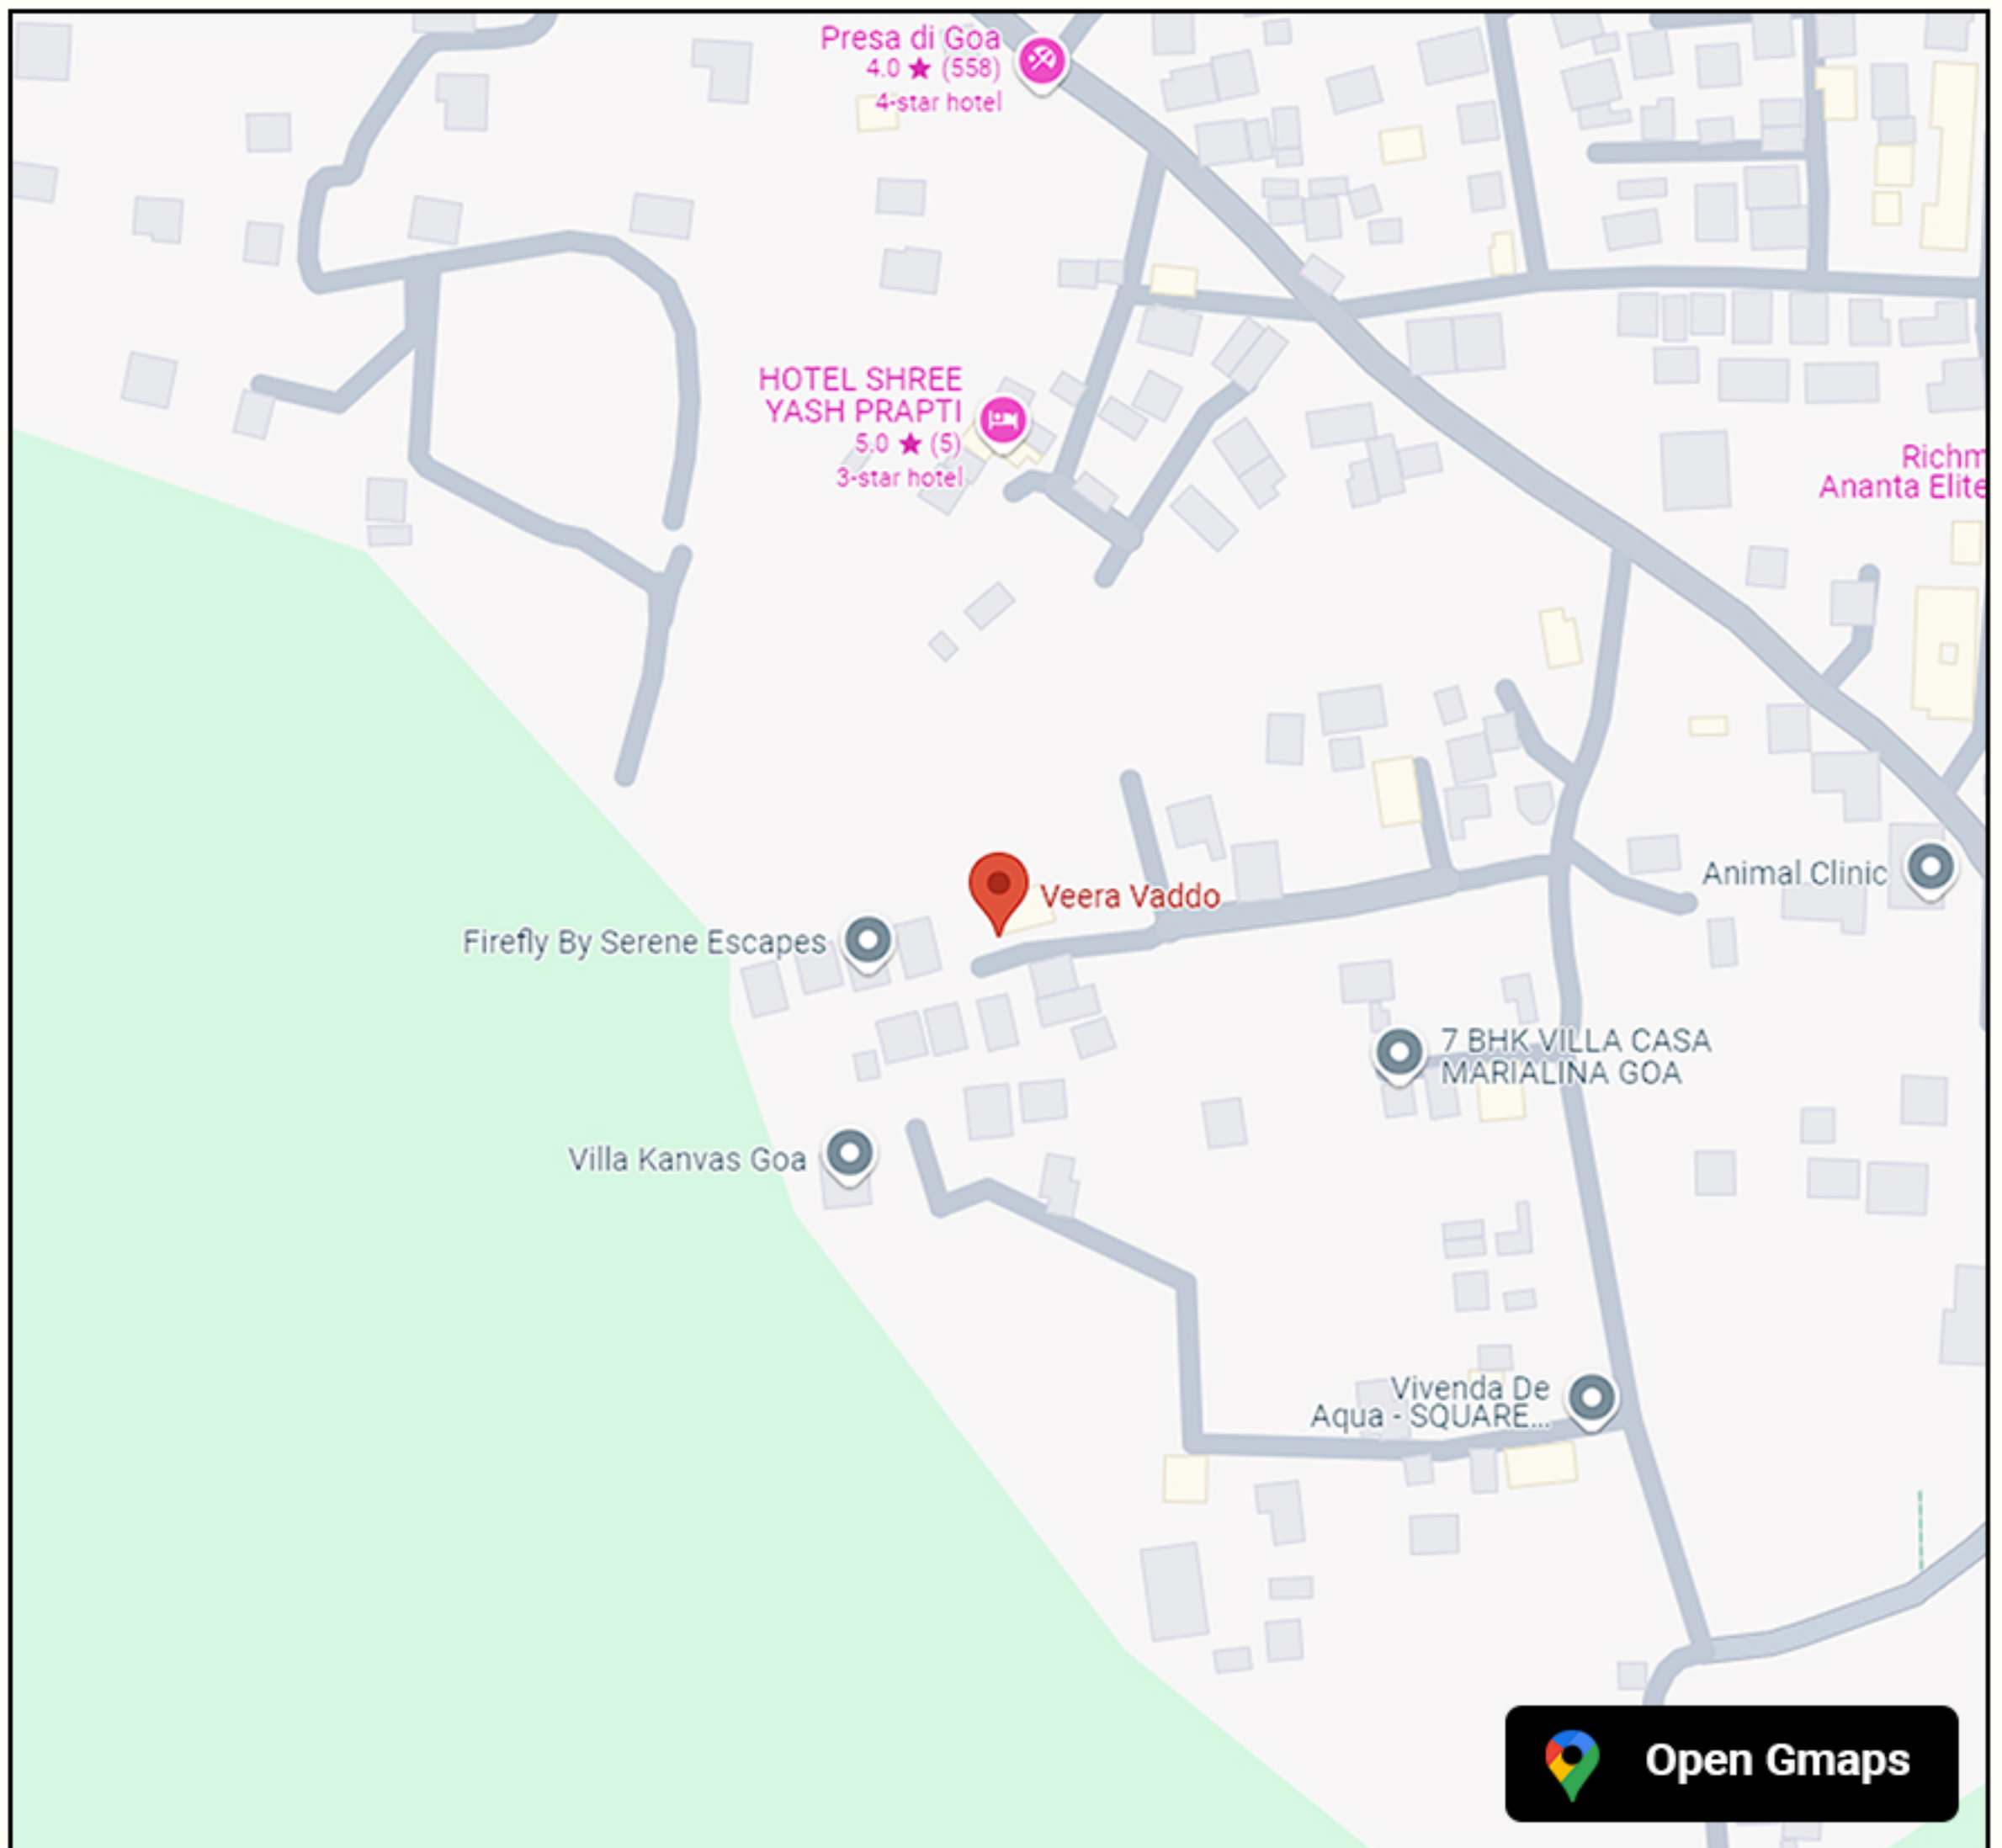 Presa di Goa
4.0 ★ (558)
4-star hotel
HOTEL SHREE
YASH PRAPTI
5.0 ★ (5)
3-star hotel
Richm
Ananta Elite
Animal Clinic
Veera Vaddo
Firefly By Serene Escapes
7 BHK VILLA CASA
MARIALINA GOA
Villa Kanvas Goa
Vivenda De
Aqua - SQUARE...
Open Gmaps